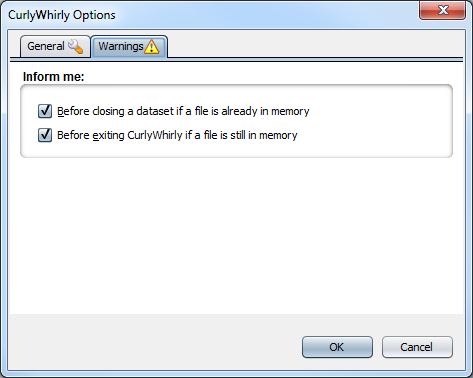 CurlyWhirly Options
General Warnings
Inform me:
Before closing a dataset if a file is already in memory
Before exiting CurlyWhirly if a file is still in memory
OK Cancel